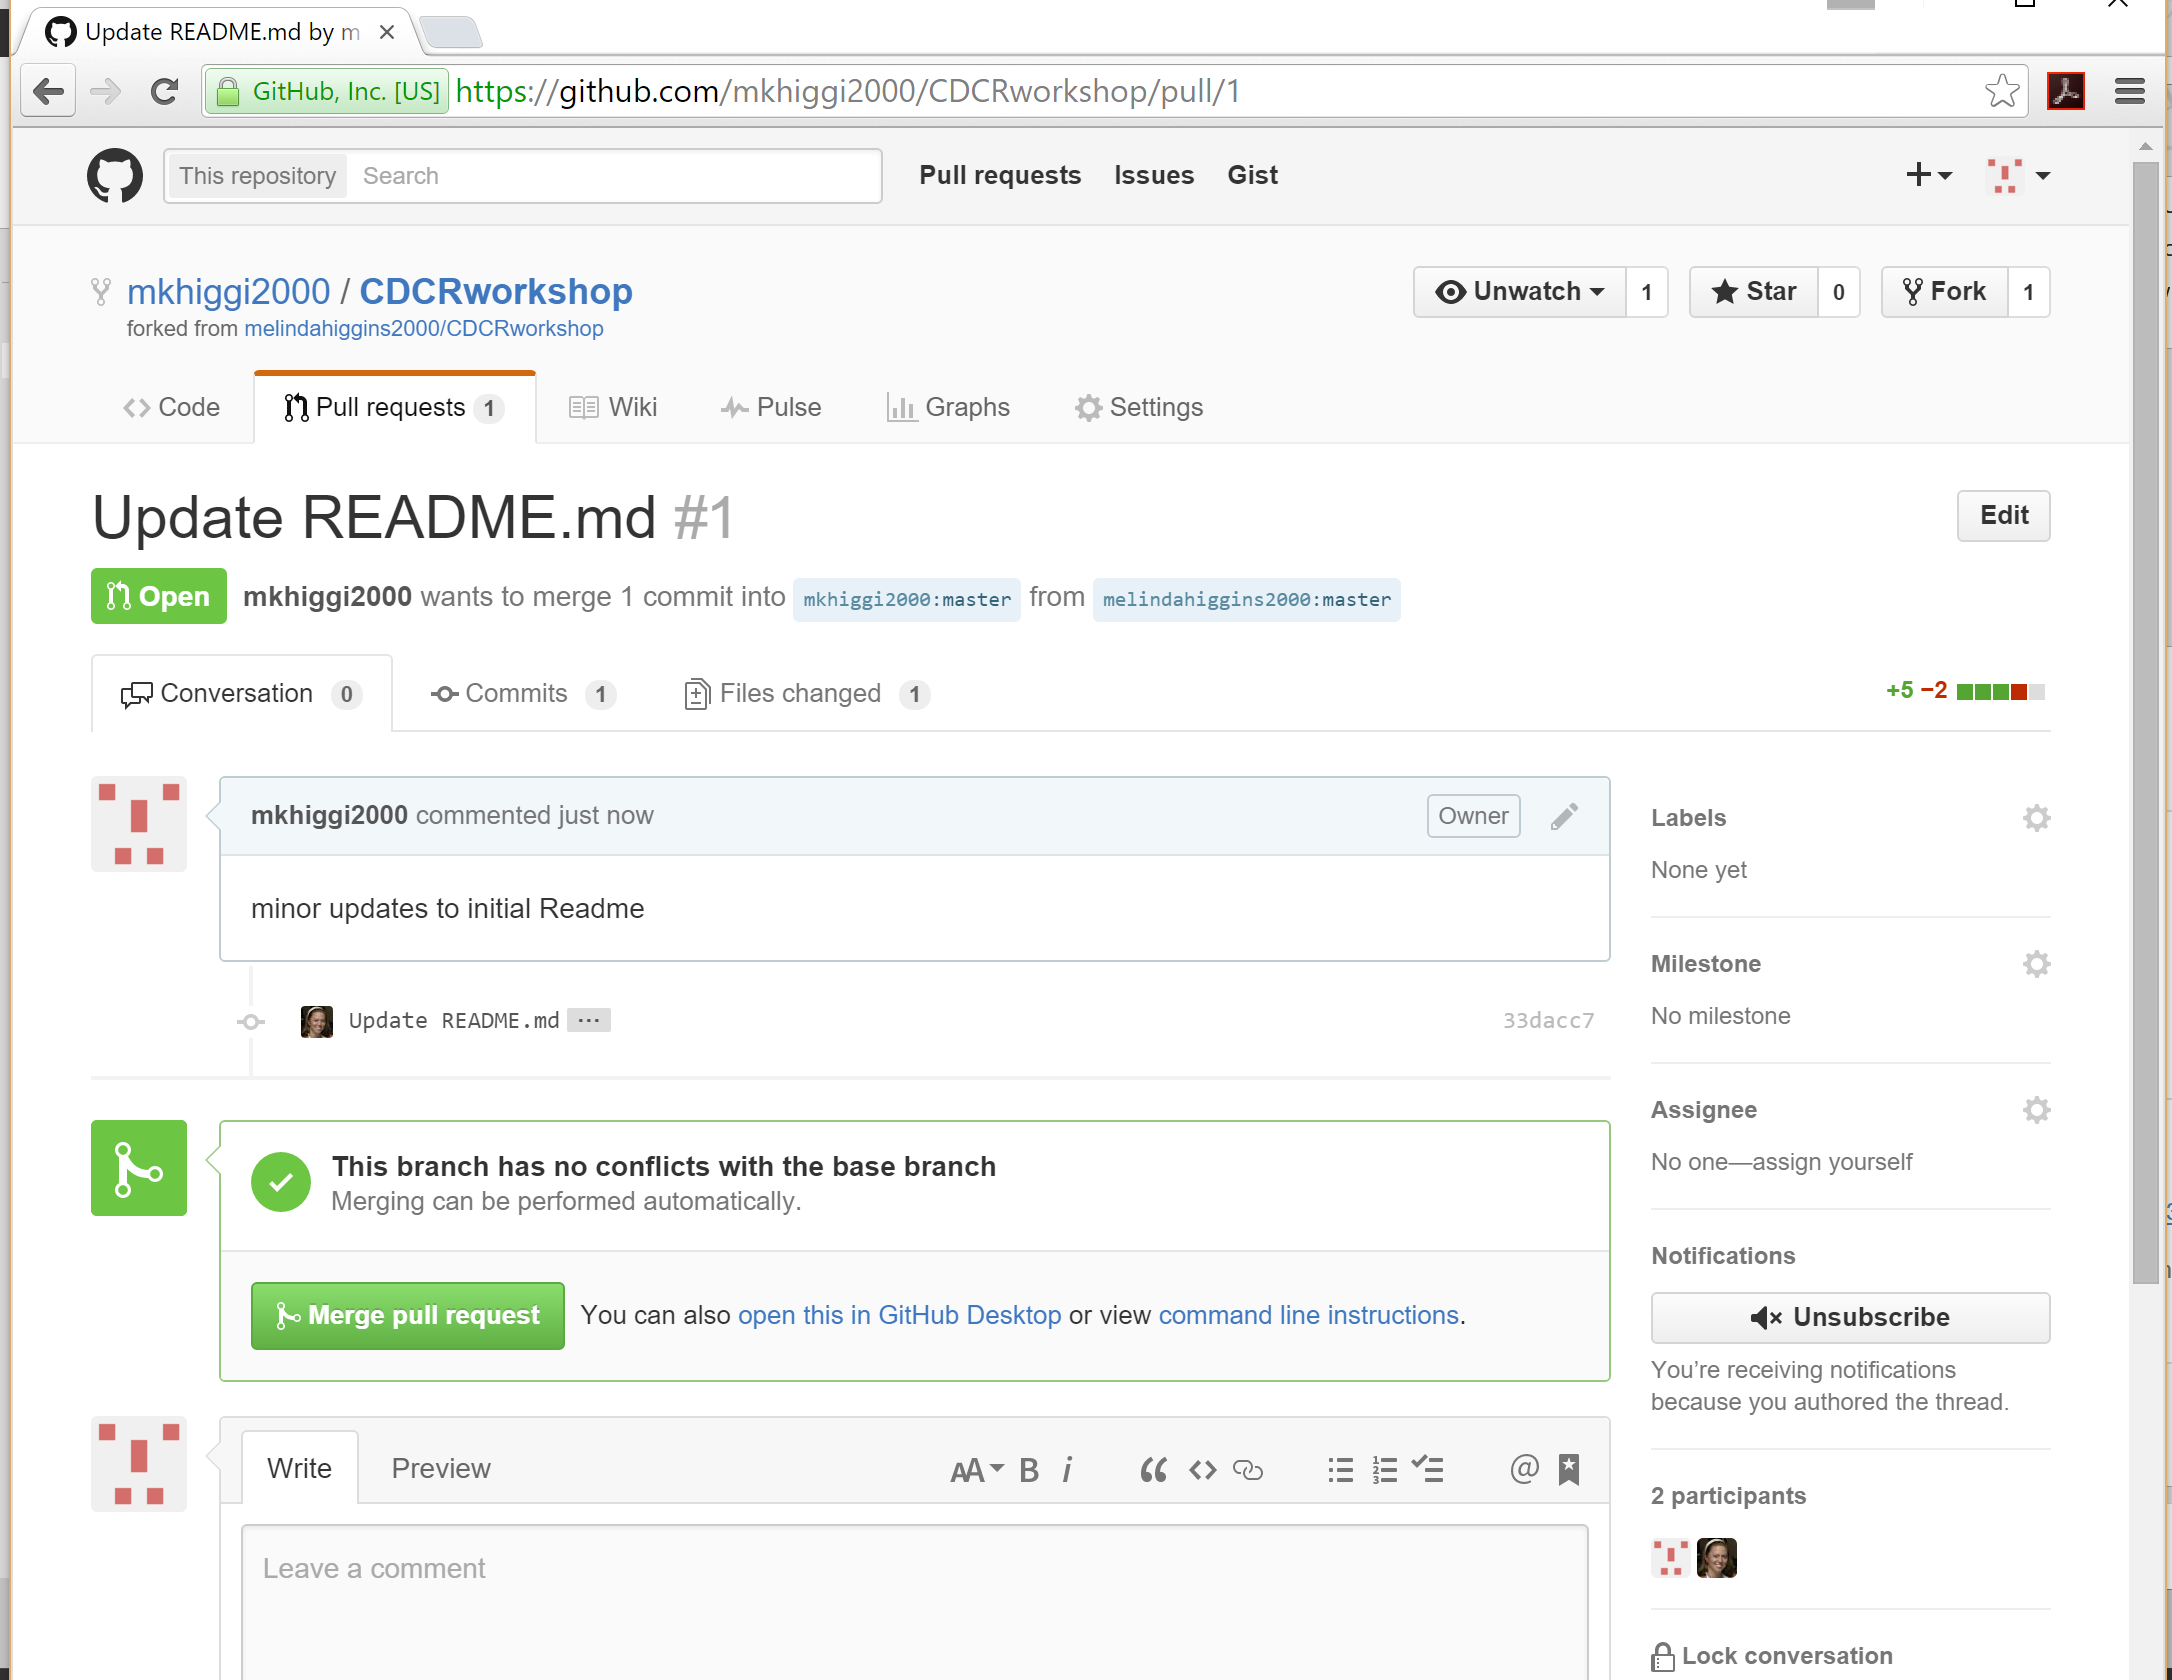 Update README.md by m
GitHub, Inc. [US] https://github.com/mkhiggi2000/CDCRworkshop/pull/1
This repository Search Pull requests Issues Gist
mkhiggi2000 / CDCRworkshop
forked from melindahiggins2000/CDCRworkshop
Unwatch 1 Star 0 Fork 1
Code Pull requests 1 Wiki Pulse Graphs Settings
Update README.md #1
Edit
Open mkhiggi2000 wants to merge 1 commit into mkhiggi2000:master from melindahiggins2000:master
Conversation 0 Commits 1 Files changed 1 +5 −2
mkhiggi2000 commented just now Owner
minor updates to initial Readme
Update README.md ... 33dacc7
This branch has no conflicts with the base branch
Merging can be performed automatically.
Merge pull request You can also open this in GitHub Desktop or view command line instructions.
Write Preview AA B i
Leave a comment
Labels
None yet
Milestone
No milestone
Assignee
No one—assign yourself
Notifications
Unsubscribe
You’re receiving notifications
because you authored the thread.
2 participants
Lock conversation